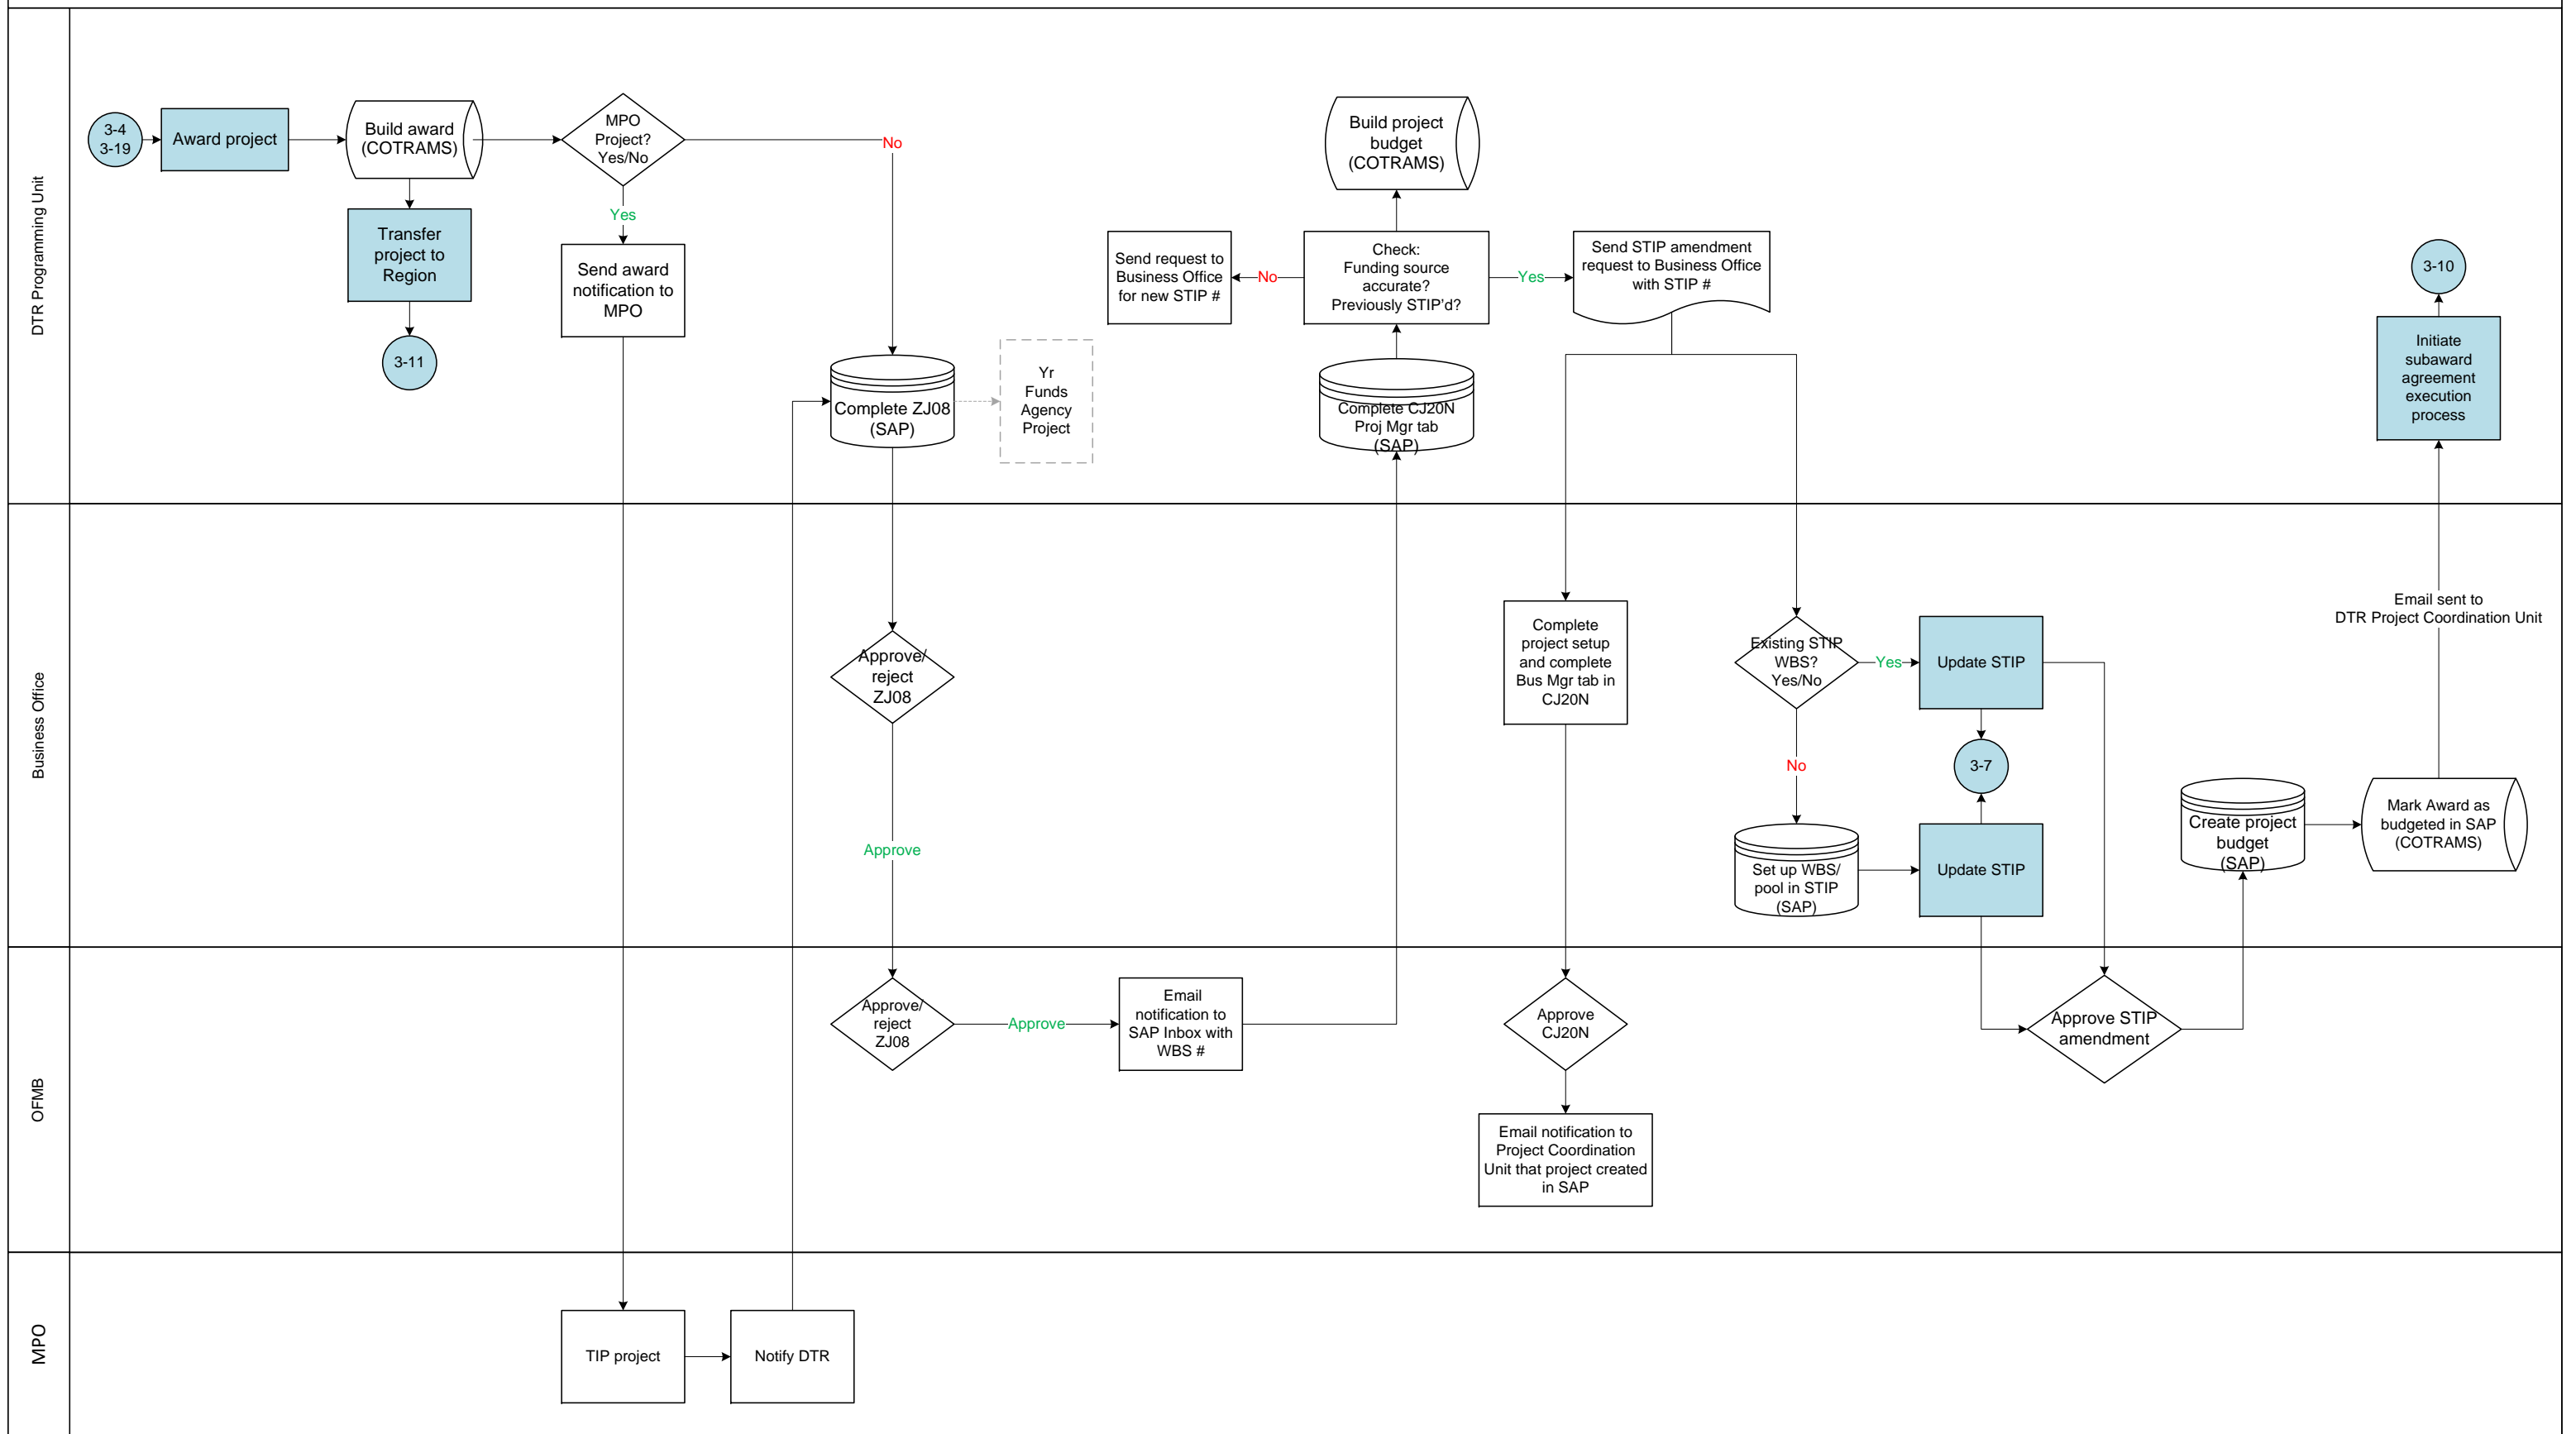 DTR Programming Unit
3-4
3-19
Award project
Build award
(COTRAMS)
Transfer
project to
Region
3-11
MPO
Project?
Yes/No
Yes
No
Send award
notification to
MPO
Complete ZJ08
(SAP)
Yr
Funds
Agency
Project
Build project
budget
(COTRAMS)
Send request to
Business Office
for new STIP #
No
Check:
Funding source
accurate?
Previously STIP'd?
Yes
Send STIP amendment
request to Business Office
with STIP #
Complete CJ20N
Proj Mgr tab
(SAP)
3-10
Initiate
subaward
agreement
execution
process
Business Office
Approve/
reject
ZJ08
Approve
Complete
project setup
and complete
Bus Mgr tab in
CJ20N
Existing STIP
WBS?
Yes/No
Yes
Update STIP
No
3-7
Set up WBS/
pool in STIP
(SAP)
Update STIP
Create project
budget
(SAP)
Mark Award as
budgeted in SAP
(COTRAMS)
Email sent to
DTR Project Coordination Unit
OFMB
Approve/
reject
ZJ08
Approve
Email
notification to
SAP Inbox with
WBS #
Approve
CJ20N
Email notification to
Project Coordination
Unit that project created
in SAP
Approve STIP
amendment
MPO
TIP project
Notify DTR